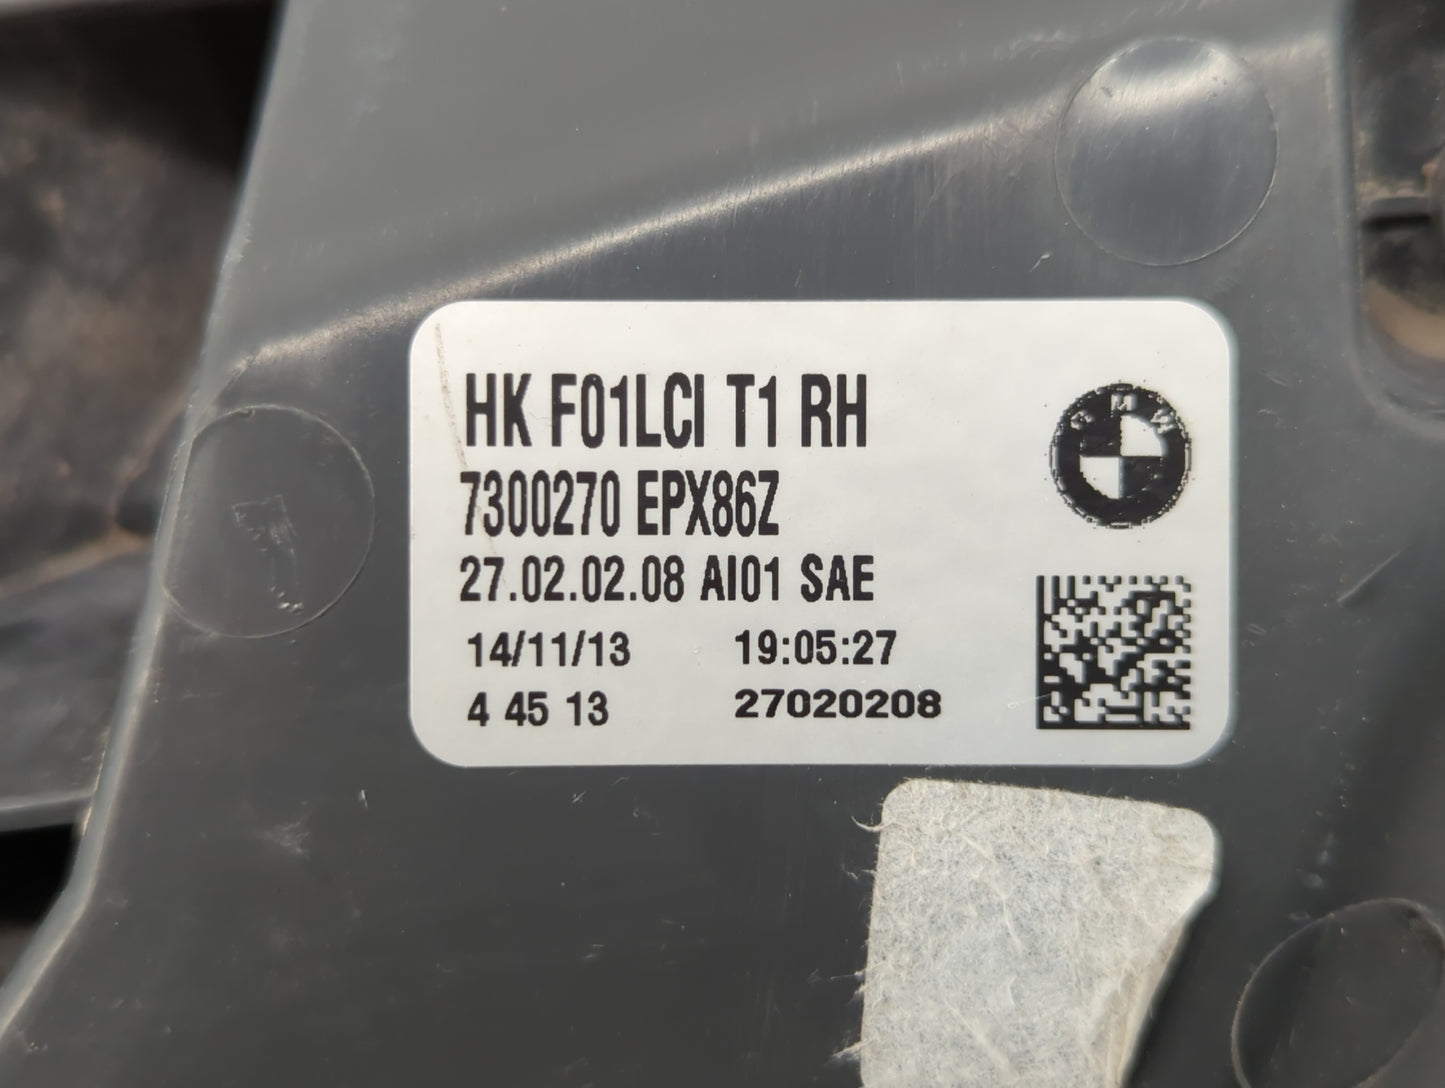 HK F01LCI T1 RH
7300270 EPX86Z
27.02.02.08 AI01 SAE
14/11/13 19:05:27
4 45 13 27020208
BMW